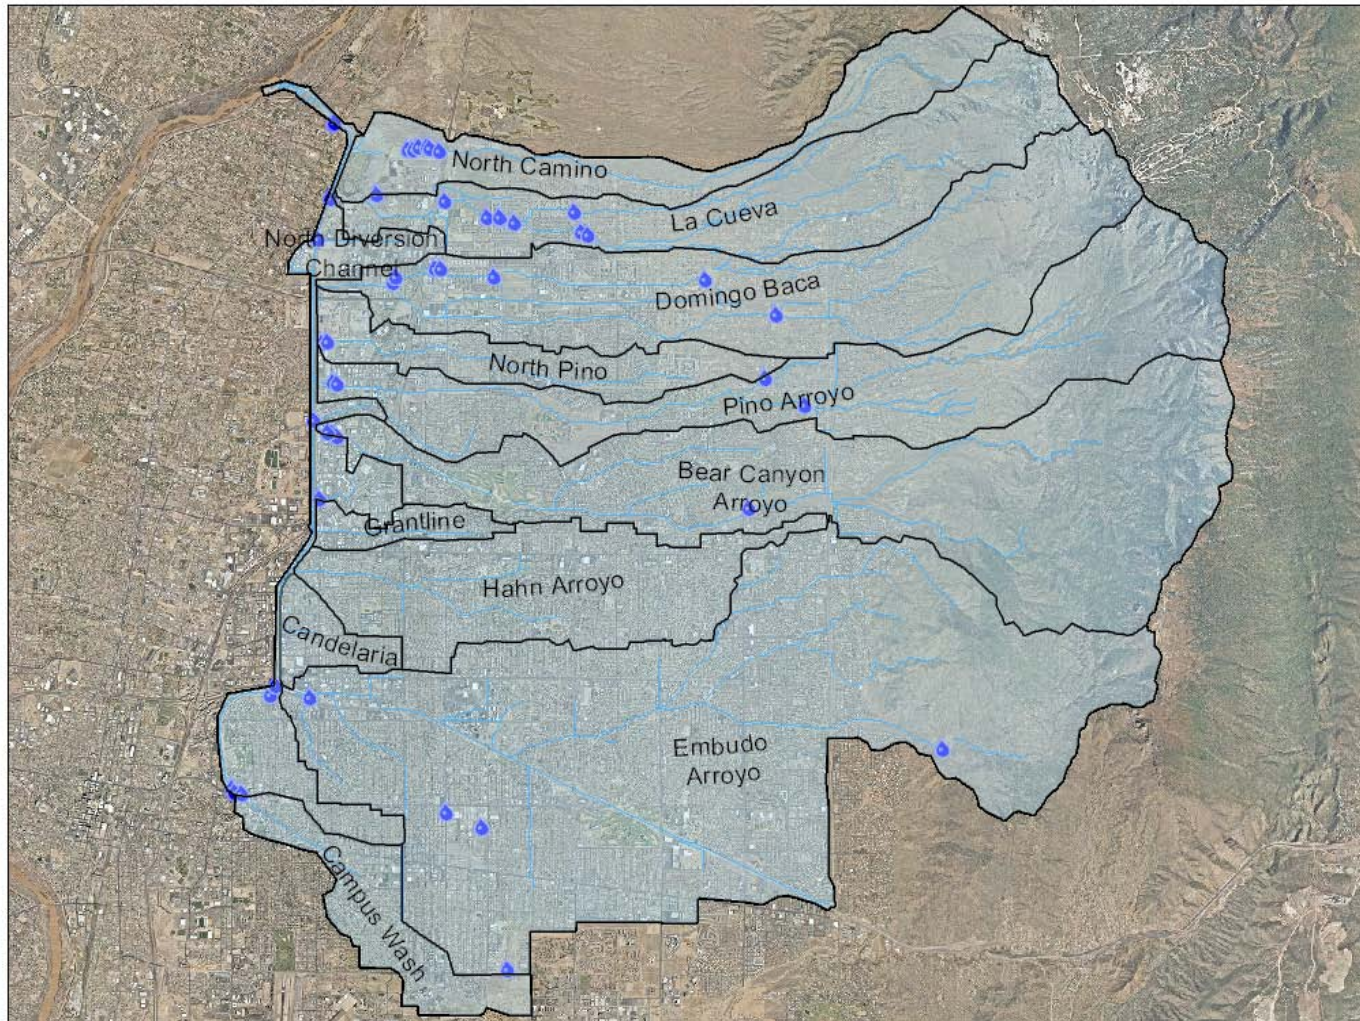 North Camino
La Cueva
North Diversion
Channel
Domingo Baca
North Pino
Pino Arroyo
Bear Canyon
Arroyo
Grantline
Hahn Arroyo
Candelaria
Embudo
Arroyo
Campus Wash